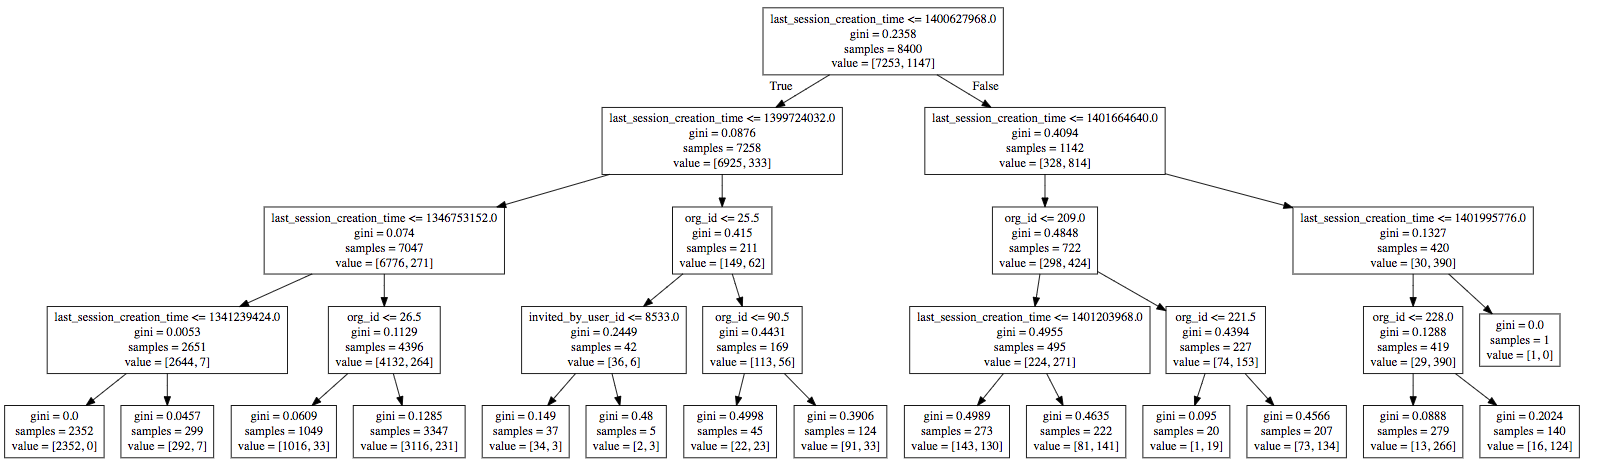 last_session_creation_time <= 1400627968.0
gini = 0.2358
samples = 8400
value = [7253, 1147]
True
False
last_session_creation_time <= 1399724032.0
gini = 0.0876
samples = 7258
value = [6925, 333]
last_session_creation_time <= 1401664640.0
gini = 0.4094
samples = 1142
value = [328, 814]
last_session_creation_time <= 1346753152.0
gini = 0.074
samples = 7047
value = [6776, 271]
org_id <= 25.5
gini = 0.415
samples = 211
value = [149, 62]
org_id <= 209.0
gini = 0.4848
samples = 722
value = [298, 424]
last_session_creation_time <= 1401995776.0
gini = 0.1327
samples = 420
value = [30, 390]
last_session_creation_time <= 1341239424.0
gini = 0.0053
samples = 2651
value = [2644, 7]
org_id <= 26.5
gini = 0.1129
samples = 4396
value = [4132, 264]
invited_by_user_id <= 8533.0
gini = 0.2449
samples = 42
value = [36, 6]
org_id <= 90.5
gini = 0.4431
samples = 169
value = [113, 56]
last_session_creation_time <= 1401203968.0
gini = 0.4955
samples = 495
value = [224, 271]
org_id <= 221.5
gini = 0.4394
samples = 227
value = [74, 153]
org_id <= 228.0
gini = 0.1288
samples = 419
value = [29, 390]
gini = 0.0
samples = 1
value = [1, 0]
gini = 0.0
samples = 2352
value = [2352, 0]
gini = 0.0457
samples = 299
value = [292, 7]
gini = 0.0609
samples = 1049
value = [1016, 33]
gini = 0.1285
samples = 3347
value = [3116, 231]
gini = 0.149
samples = 37
value = [34, 3]
gini = 0.48
samples = 5
value = [2, 3]
gini = 0.4998
samples = 45
value = [22, 23]
gini = 0.3906
samples = 124
value = [91, 33]
gini = 0.4989
samples = 273
value = [143, 130]
gini = 0.4635
samples = 222
value = [81, 141]
gini = 0.095
samples = 20
value = [1, 19]
gini = 0.4566
samples = 207
value = [73, 134]
gini = 0.0888
samples = 279
value = [13, 266]
gini = 0.2024
samples = 140
value = [16, 124]